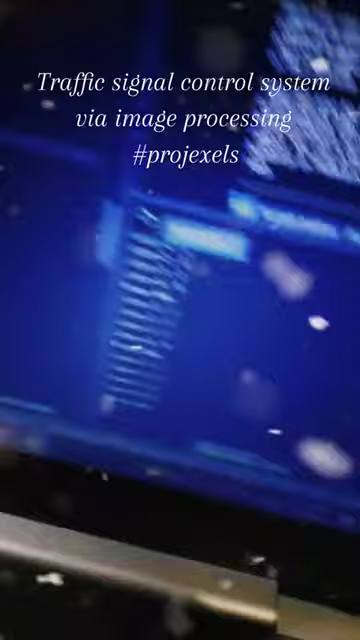 Traffic signal control system
via image processing
#projexels